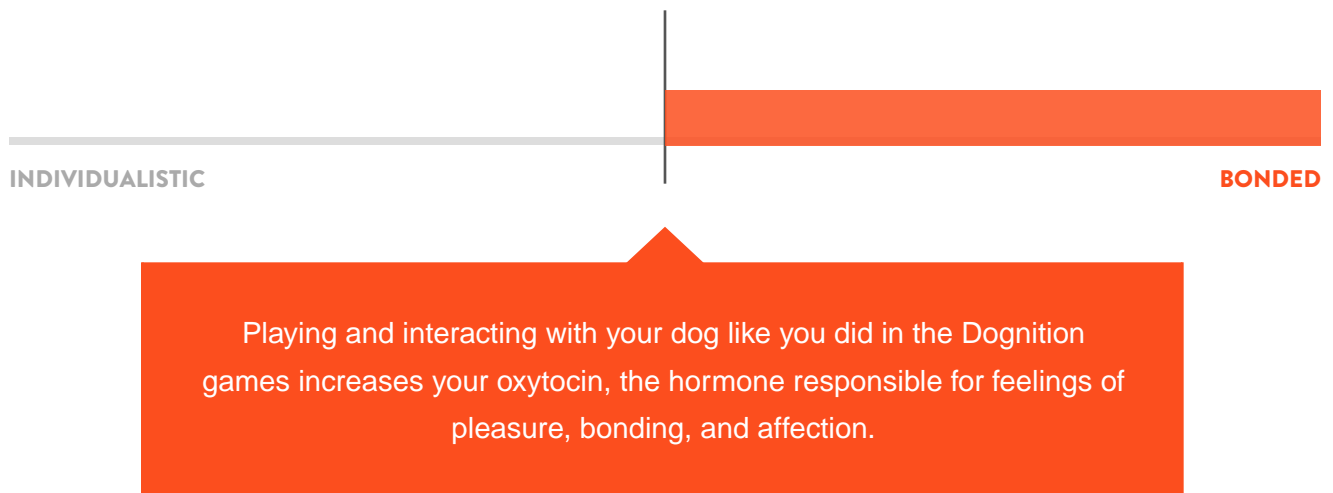 INDIVIDUALISTIC
BONDED
Playing and interacting with your dog like you did in the Dognition
games increases your oxytocin, the hormone responsible for feelings of
pleasure, bonding, and affection.